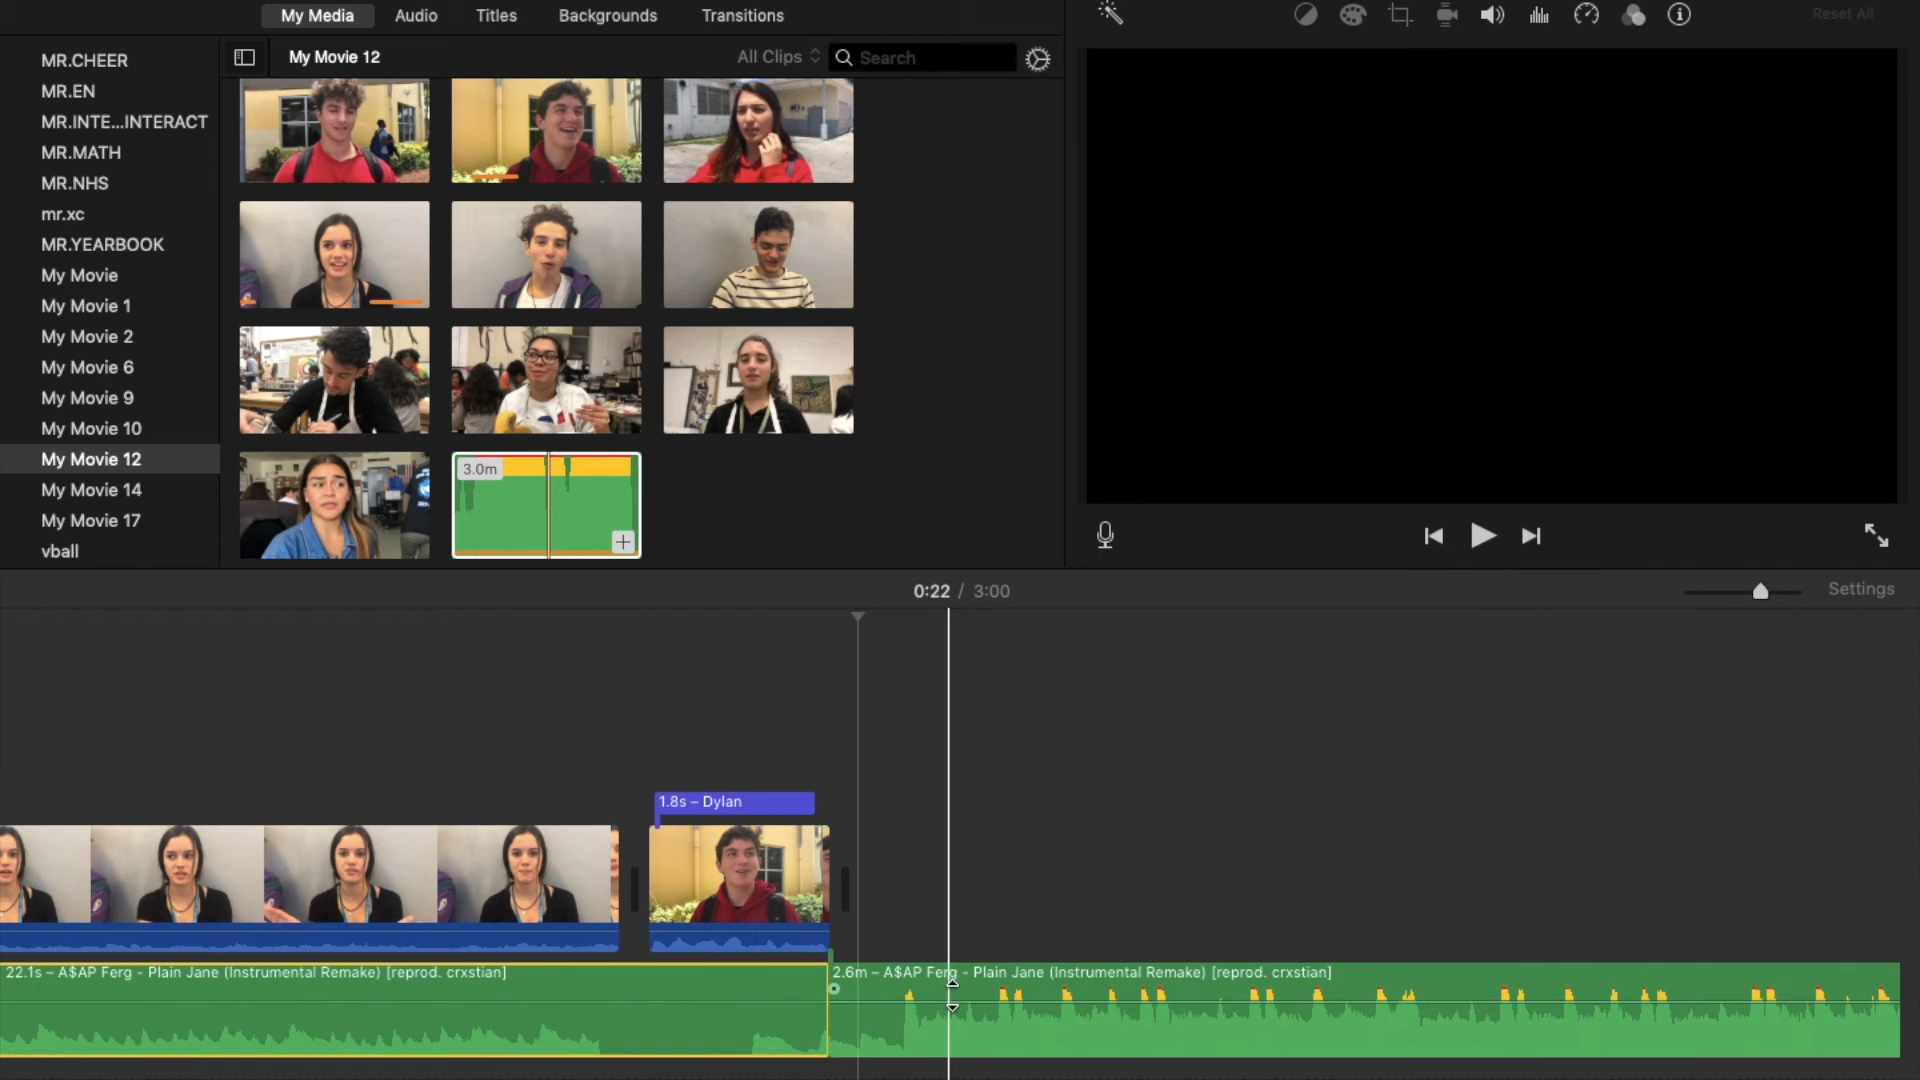 My Media
Audio
Titles
Backgrounds
Transitions
Reset All
MR.CHEER
MR.EN
MR.INTE...INTERACT
MR.MATH
MR.NHS
mr.xc
MR.YEARBOOK
My Movie
My Movie 1
My Movie 2
My Movie 6
My Movie 9
My Movie 10
My Movie 12
My Movie 14
My Movie 17
vball
My Movie 12
All Clips
Search
3.0m
0:22 / 3:00
Settings
1.8s – Dylan
22.1s – A$AP Ferg - Plain Jane (Instrumental Remake) [reprod. crxstian]
2.6m – A$AP Ferg - Plain Jane (Instrumental Remake) [reprod. crxstian]